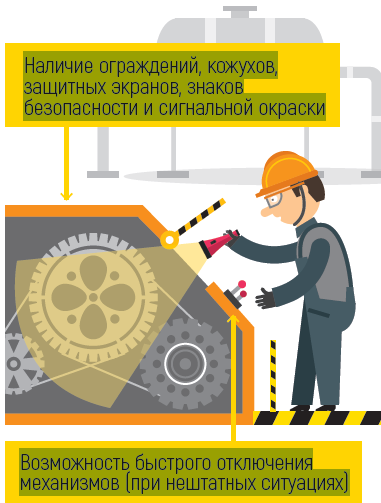 Наличие ограждений, кожухов,
защитных экранов, знаков
безопасности и сигнальной окраски
Возможность быстрого отключения
механизмов (при нештатных ситуациях)